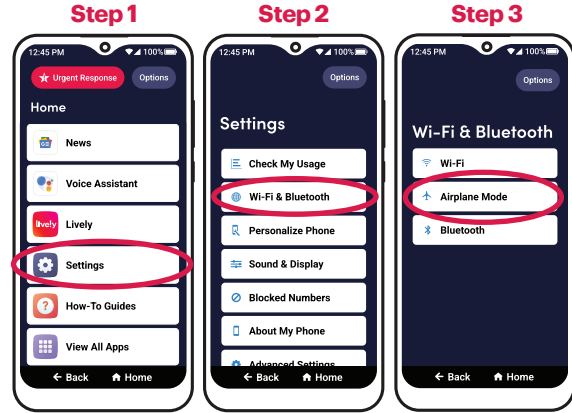 Step 1
12:45 PM
100%
Urgent Response
Options
Home
News
Voice Assistant
lively
Lively
Settings
How-To Guides
View All Apps
Back
Home
Step 2
12:45 PM
100%
Options
Settings
Check My Usage
Wi-Fi & Bluetooth
Personalize Phone
Sound & Display
Blocked Numbers
About My Phone
Advanced Settings
Back
Home
Step 3
12:45 PM
100%
Options
Wi-Fi & Bluetooth
Wi-Fi
Airplane Mode
Bluetooth
Back
Home